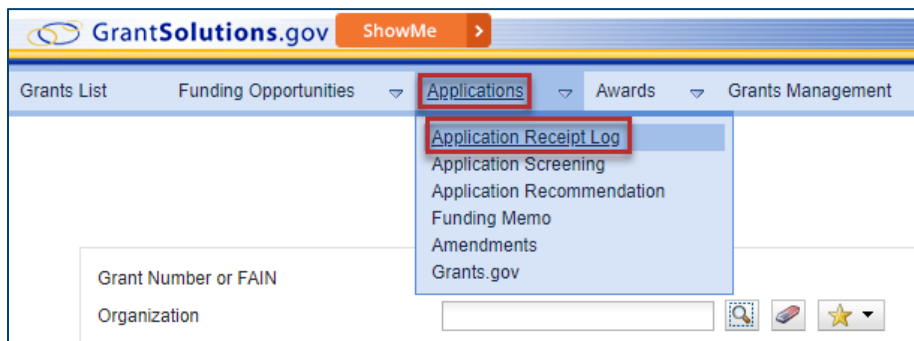 GrantSolutions.gov ShowMe >
Grants List Funding Opportunities Applications Awards Grants Management
Application Receipt Log
Application Screening
Application Recommendation
Funding Memo
Amendments
Grants.gov
Grant Number or FAIN
Organization